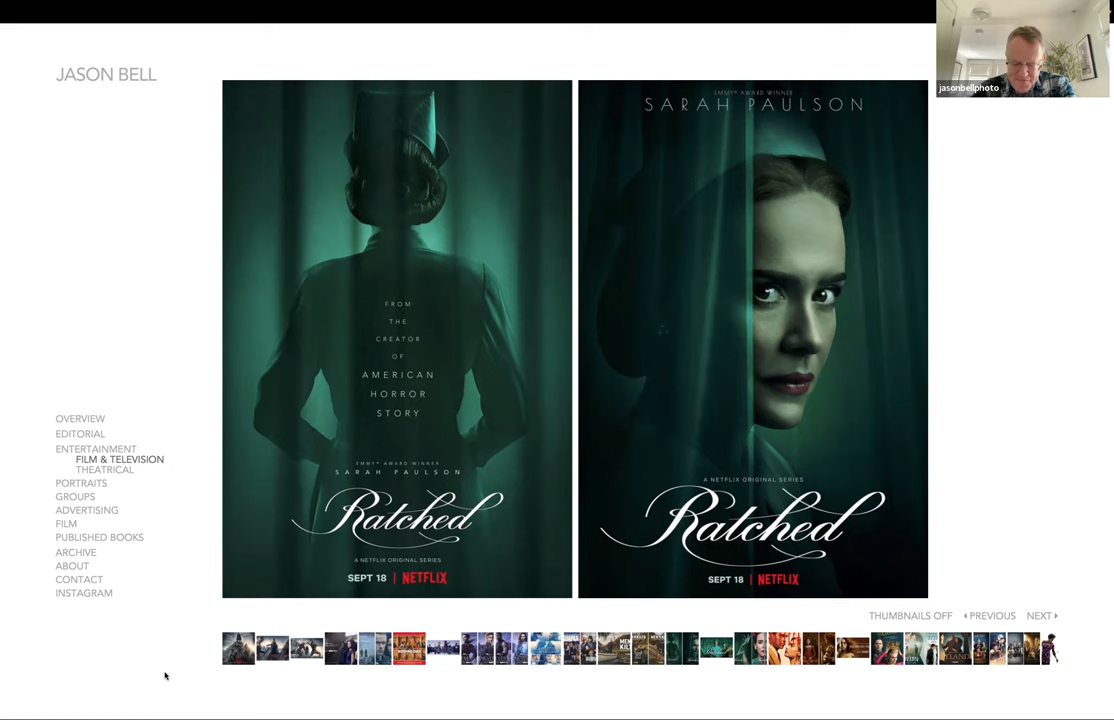 jasonbellphoto
JASON BELL
FROM
THE
CREATOR
OF
AMERICAN
HORROR
STORY
EMMY® AWARD WINNER
SARAH PAULSON
Ratched
A NETFLIX ORIGINAL SERIES
SEPT 18 | NETFLIX
EMMY® AWARD WINNER
SARAH PAULSON
A NETFLIX ORIGINAL SERIES
Ratched
SEPT 18 | NETFLIX
OVERVIEW
EDITORIAL
ENTERTAINMENT
FILM & TELEVISION
THEATRICAL
PORTRAITS
GROUPS
ADVERTISING
FILM
PUBLISHED BOOKS
ARCHIVE
ABOUT
CONTACT
INSTAGRAM
THUMBNAILS OFF PREVIOUS NEXT